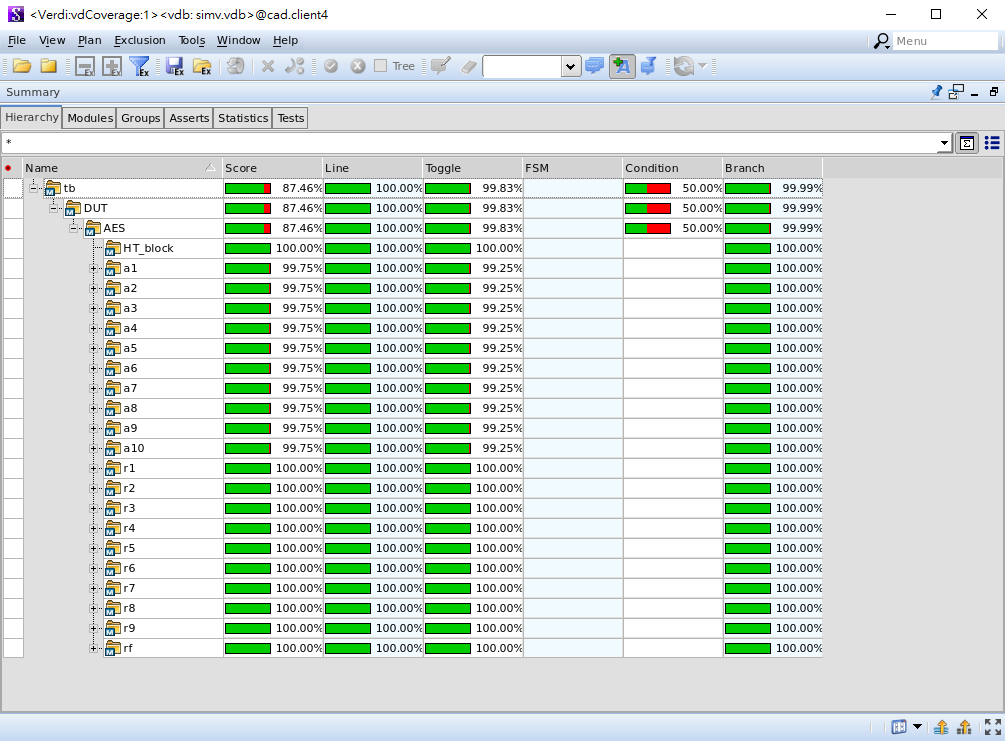 <Verdi:vdCoverage:1><vdb: simv.vdb>@cad.client4
File View Plan Exclusion Tools Window Help Menu
Ex Ex Ex Ex Ex Tree A
Summary
Hierarchy Modules Groups Asserts Statistics Tests
* Σ
Name Score Line Toggle FSM Condition Branch
tb 87.46% 100.00% 99.83% 50.00% 99.99%
DUT 87.46% 100.00% 99.83% 50.00% 99.99%
AES 87.46% 100.00% 99.83% 50.00% 99.99%
HT_block 100.00% 100.00% 100.00% 100.00%
a1 99.75% 100.00% 99.25% 100.00%
a2 99.75% 100.00% 99.25% 100.00%
a3 99.75% 100.00% 99.25% 100.00%
a4 99.75% 100.00% 99.25% 100.00%
a5 99.75% 100.00% 99.25% 100.00%
a6 99.75% 100.00% 99.25% 100.00%
a7 99.75% 100.00% 99.25% 100.00%
a8 99.75% 100.00% 99.25% 100.00%
a9 99.75% 100.00% 99.25% 100.00%
a10 99.75% 100.00% 99.25% 100.00%
r1 100.00% 100.00% 100.00% 100.00%
r2 100.00% 100.00% 100.00% 100.00%
r3 100.00% 100.00% 100.00% 100.00%
r4 100.00% 100.00% 100.00% 100.00%
r5 100.00% 100.00% 100.00% 100.00%
r6 100.00% 100.00% 100.00% 100.00%
r7 100.00% 100.00% 100.00% 100.00%
r8 100.00% 100.00% 100.00% 100.00%
r9 100.00% 100.00% 100.00% 100.00%
rf 100.00% 100.00% 100.00% 100.00%